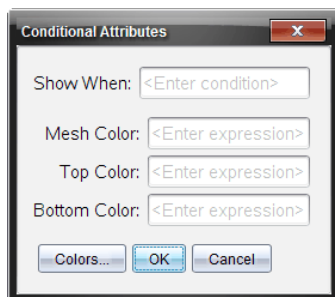 Conditional Attributes
Show When: <Enter condition>
Mesh Color: <Enter expression>
Top Color: <Enter expression>
Bottom Color: <Enter expression>
Colors... OK Cancel